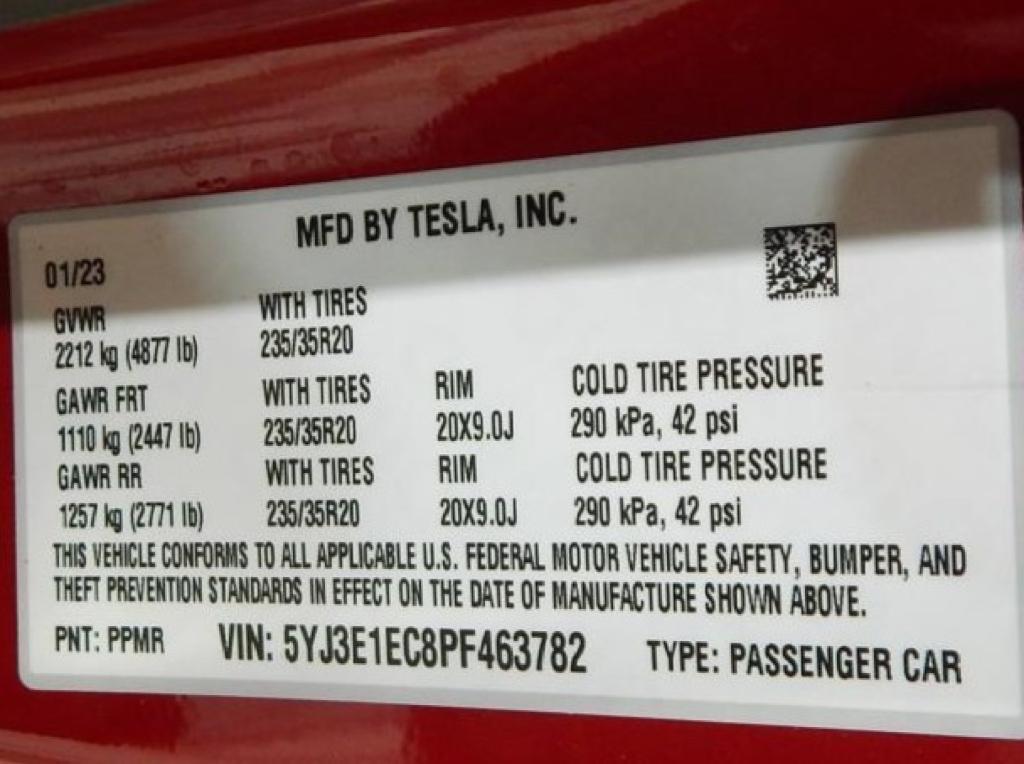 MFD BY TESLA, INC.
01/23
GVWR WITH TIRES
2212 kg (4877 lb) 235/35R20
GAWR FRT WITH TIRES RIM COLD TIRE PRESSURE
1110 kg (2447 lb) 235/35R20 20X9.0J 290 kPa, 42 psi
GAWR RR WITH TIRES RIM COLD TIRE PRESSURE
1257 kg (2771 lb) 235/35R20 20X9.0J 290 kPa, 42 psi
THIS VEHICLE CONFORMS TO ALL APPLICABLE U.S. FEDERAL MOTOR VEHICLE SAFETY, BUMPER, AND
THEFT PREVENTION STANDARDS IN EFFECT ON THE DATE OF MANUFACTURE SHOWN ABOVE.
PNT: PPMR VIN: 5YJ3E1EC8PF463782 TYPE: PASSENGER CAR